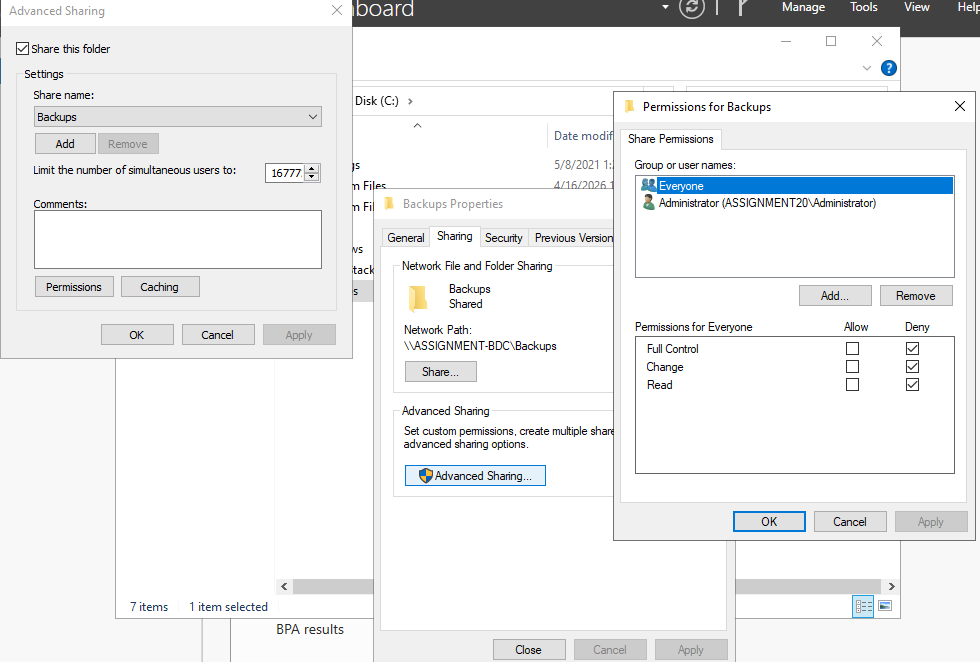 Advanced Sharing
Share this folder
Settings
Share name:
Backups
Add
Remove
Limit the number of simultaneous users to:
16777
Comments:
Permissions
Caching
OK
Cancel
Apply
board
Manage
Tools
View
Help
Disk (C:)
Date modif
gs
5/8/2021 1:
m Files
4/16/2026 1
m Fi
ws
tack
s
7 items
1 item selected
BPA results
Backups Properties
General
Sharing
Security
Previous Version
Network File and Folder Sharing
Backups
Shared
Network Path:
\\ASSIGNMENT-BDC\Backups
Share...
Advanced Sharing
Set custom permissions, create multiple share
advanced sharing options.
Advanced Sharing...
Close
Cancel
Apply
Permissions for Backups
Share Permissions
Group or user names:
Everyone
Administrator (ASSIGNMENT20\Administrator)
Add...
Remove
Permissions for Everyone
Allow
Deny
Full Control
Change
Read
OK
Cancel
Apply